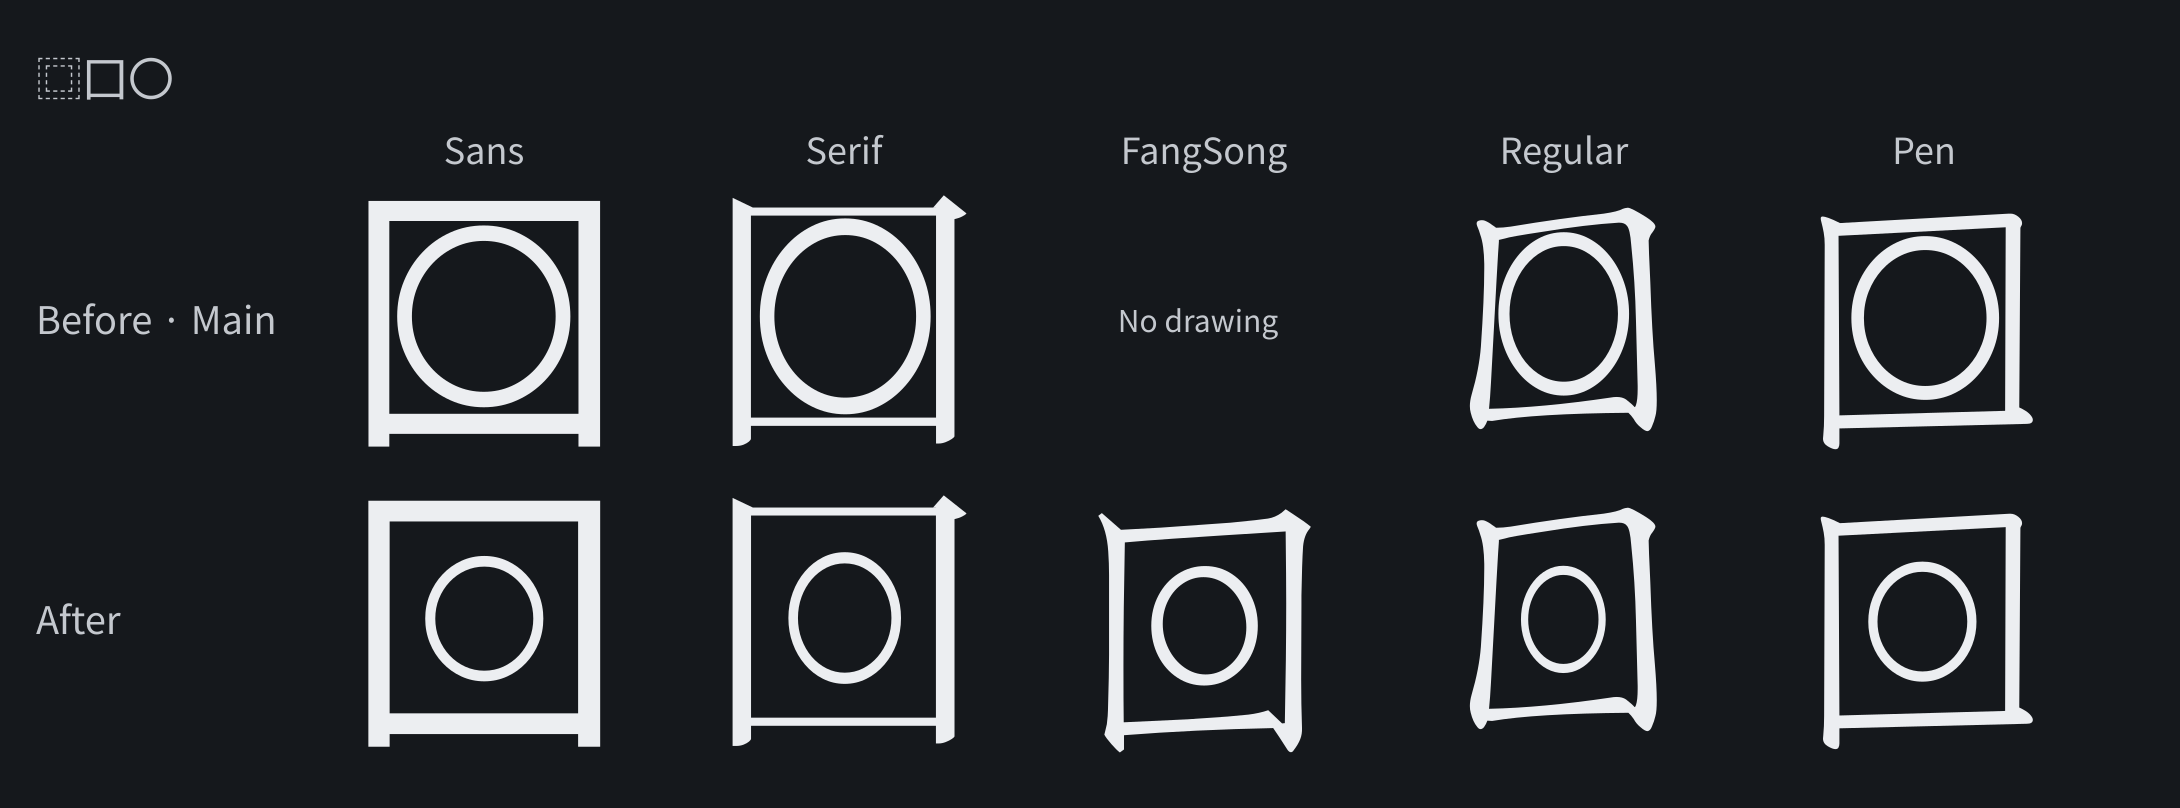 ⿴口〇
Sans Serif FangSong Regular Pen
Before · Main
No drawing
After